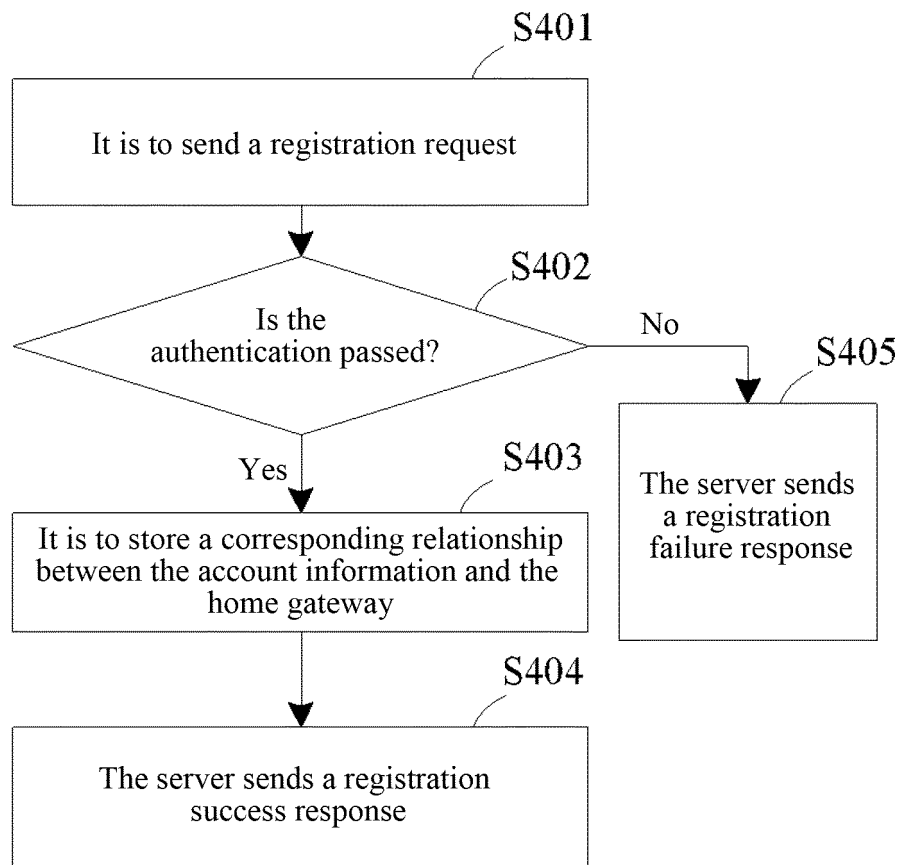 S401
It is to send a registration request
S402
Is the
authentication passed?
No
S405
Yes
S403
The server sends
a registration
failure response
It is to store a corresponding relationship
between the account information and the
home gateway
S404
The server sends a registration
success response